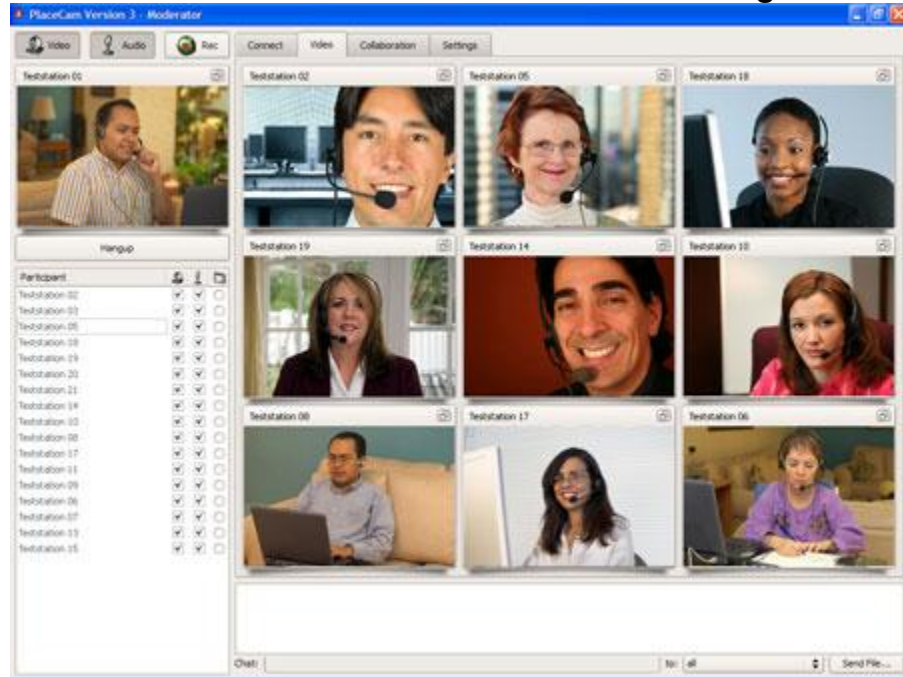 PlaceCam Version 3 - Moderator
Video Audio Rec
Connect Video Collaboration Settings
Teststation 01
Teststation 02 Teststation 05 Teststation 18
Hangup
Teststation 19 Teststation 14 Teststation 10
Participant
Teststation 02
Teststation 03
Teststation 05
Teststation 18
Teststation 19
Teststation 20
Teststation 21
Teststation 14
Teststation 10
Teststation 08
Teststation 17
Teststation 11
Teststation 09
Teststation 06
Teststation 07
Teststation 13
Teststation 15
Teststation 08 Teststation 17 Teststation 06
Chat: to: all Send File...